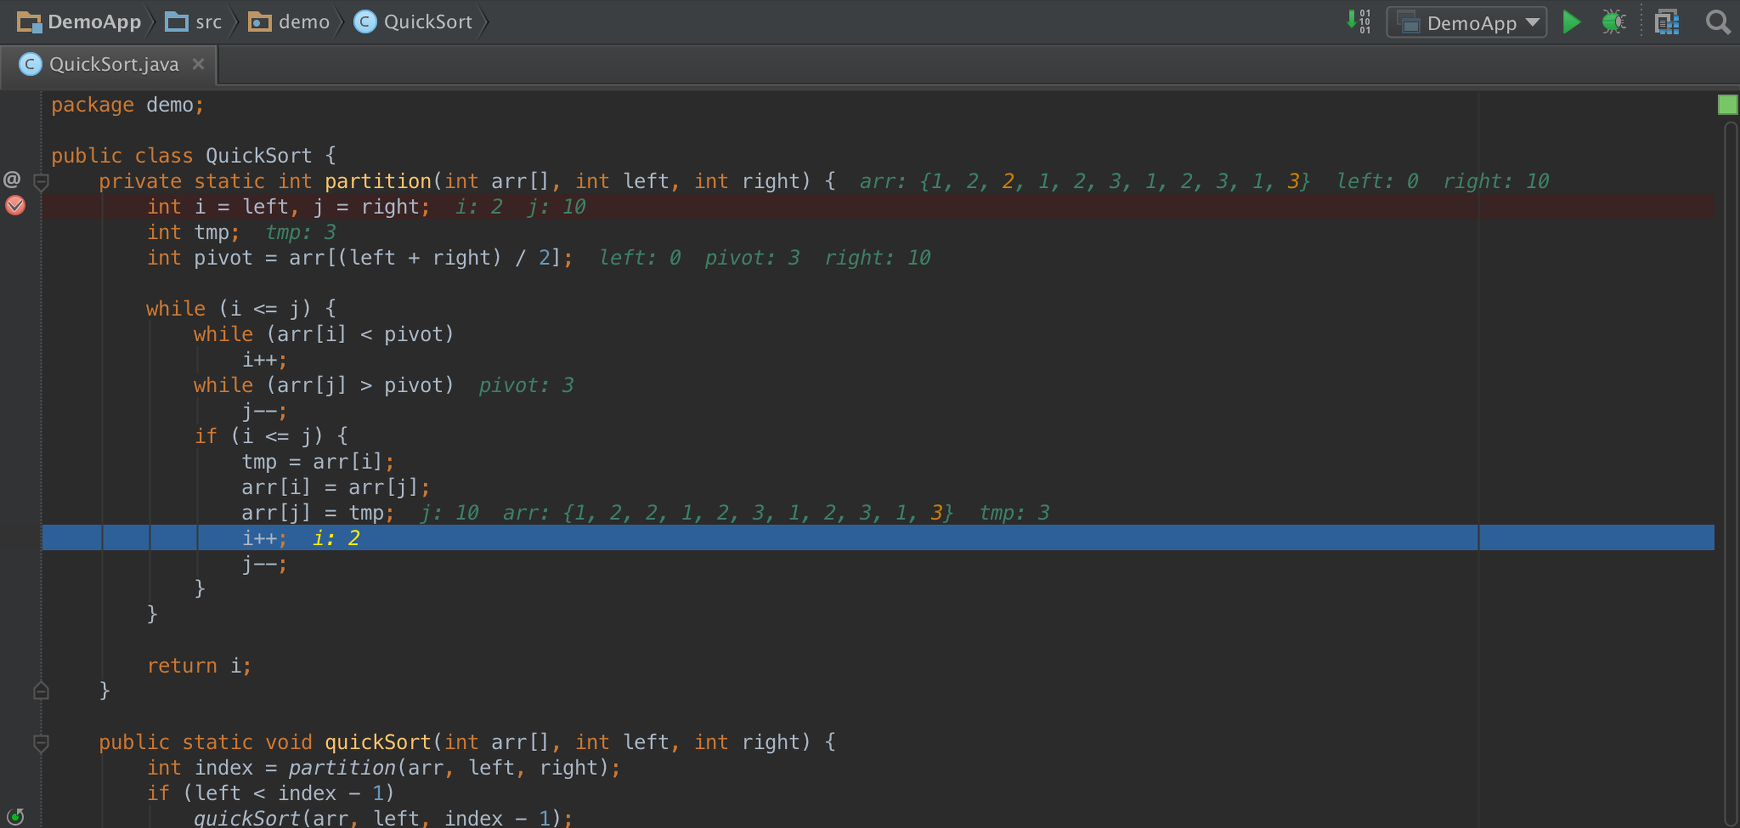 DemoApp src demo C QuickSort 01 10 01 DemoApp
C QuickSort.java ×
package demo;
public class QuickSort {
@ private static int partition(int arr[], int left, int right) { arr: {1, 2, 2, 1, 2, 3, 1, 2, 3, 1, 3} left: 0 right: 10
int i = left, j = right; i: 2 j: 10
int tmp; tmp: 3
int pivot = arr[(left + right) / 2]; left: 0 pivot: 3 right: 10
while (i <= j) {
while (arr[i] < pivot)
i++;
while (arr[j] > pivot) pivot: 3
j--;
if (i <= j) {
tmp = arr[i];
arr[i] = arr[j];
arr[j] = tmp; j: 10 arr: {1, 2, 2, 1, 2, 3, 1, 2, 3, 1, 3} tmp: 3
i++; i: 2
j--;
}
}
return i;
}
public static void quickSort(int arr[], int left, int right) {
int index = partition(arr, left, right);
if (left < index - 1)
quickSort(arr, left, index - 1);